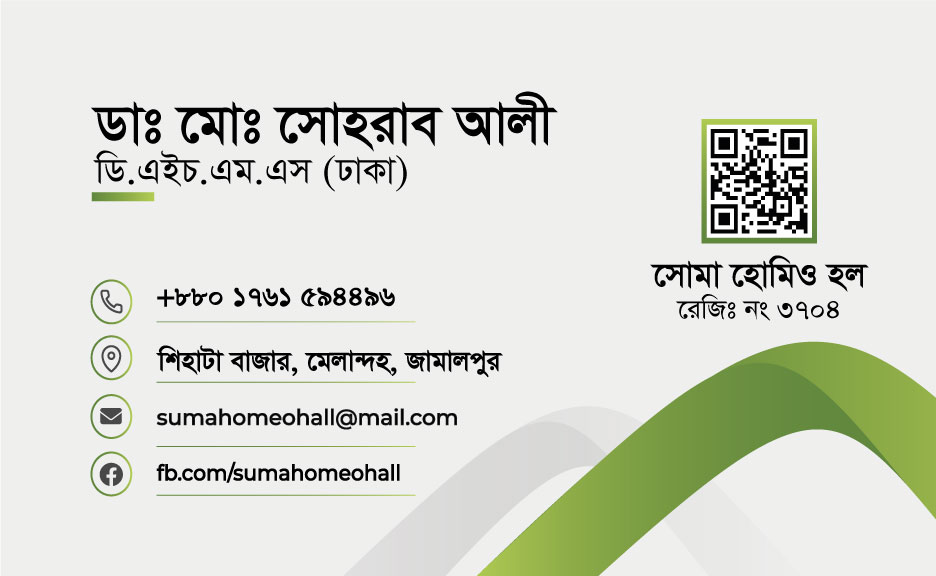 ডাঃ মোঃ সোহরাব আলী
ডি.এইচ.এম.এস (ঢাকা)
সোমা হোমিও হল
রেজিঃ নং ৩৭০৪
+৮৮০ ১৭৬১ ৫৯৪৪৯৬
শিহাটা বাজার, মেলান্দহ, জামালপুর
sumahomeohall@mail.com
fb.com/sumahomeohall